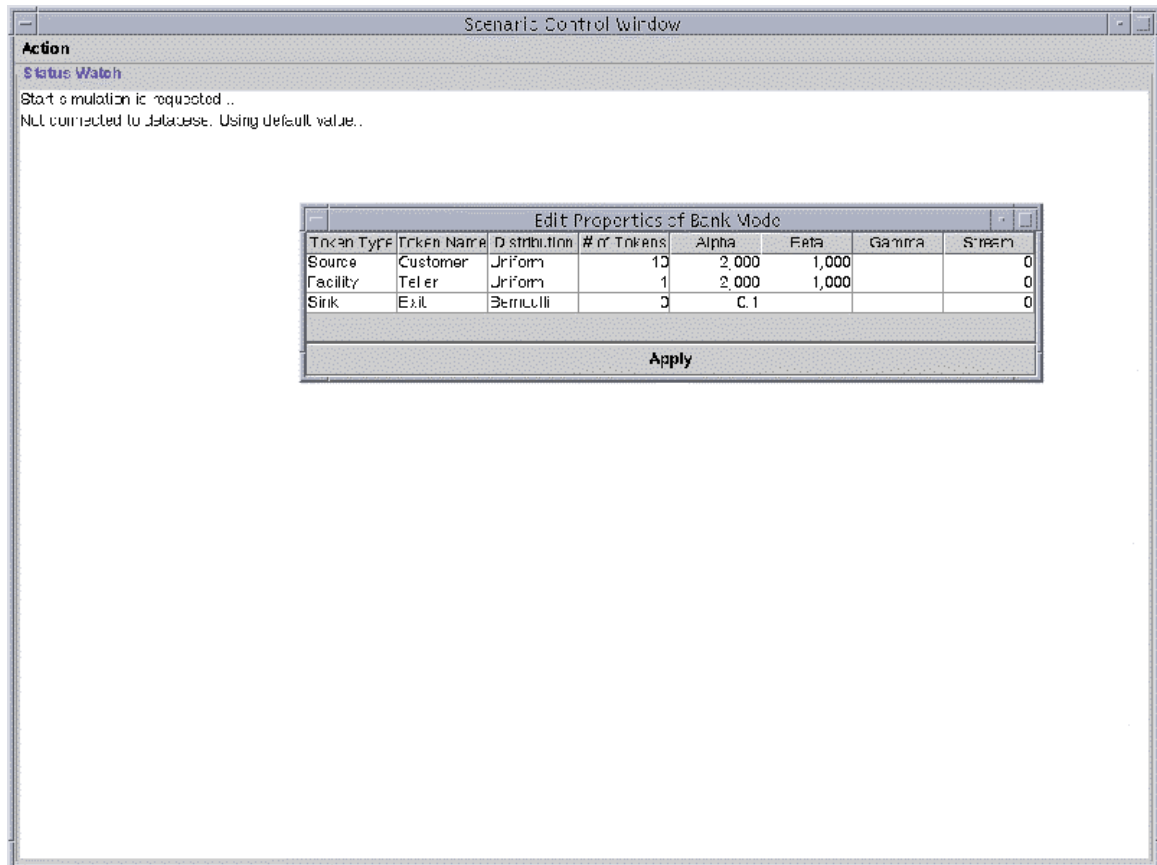 Scenario Control Window
Action
Status Watch
Start simulation is requested ..
Not connected to database. Using default value..
Edit Properties of Bank Mode
Token Type Token Name Distribution # of Tokens Alpha Beta Gamma Stream
Source Customer Uniform 10 2,000 1,000 0
Facility Teller Uniform 1 2,000 1,000 0
Sink Exit Bernoulli 0 0.1 0
Apply